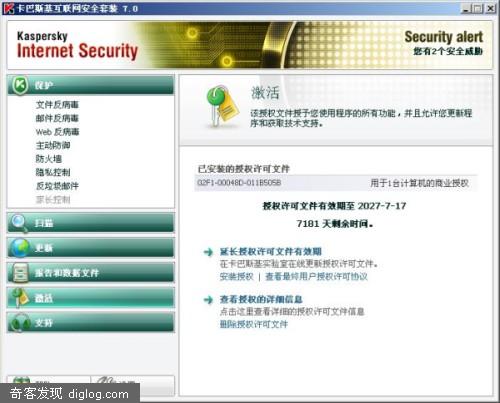 卡巴斯基互联网安全套装 7.0
Kaspersky
Internet Security
Security alert
您有2个安全威胁
保护
文件反病毒
邮件反病毒
Web 反病毒
主动防御
防火墙
隐私控制
反垃圾邮件
家长控制
扫描
更新
报告和数据文件
激活
支持
激活
该授权文件授予您使用程序的所有功能，并且允许您更新程
序和获取技术支持。
已安装的授权许可文件
02F1-00048D-011B505B 用于1台计算机的商业授权
授权许可文件有效期至 2027-7-17
7181 天剩余时间。
延长授权许可文件有效期
在卡巴斯基实验室在线更新授权许可文件。
安装授权 | 查看最终用户授权许可协议
查看授权的详细信息
点击这里查看详细的授权许可文件信息
删除授权许可文件
奇客发现 diglog.com